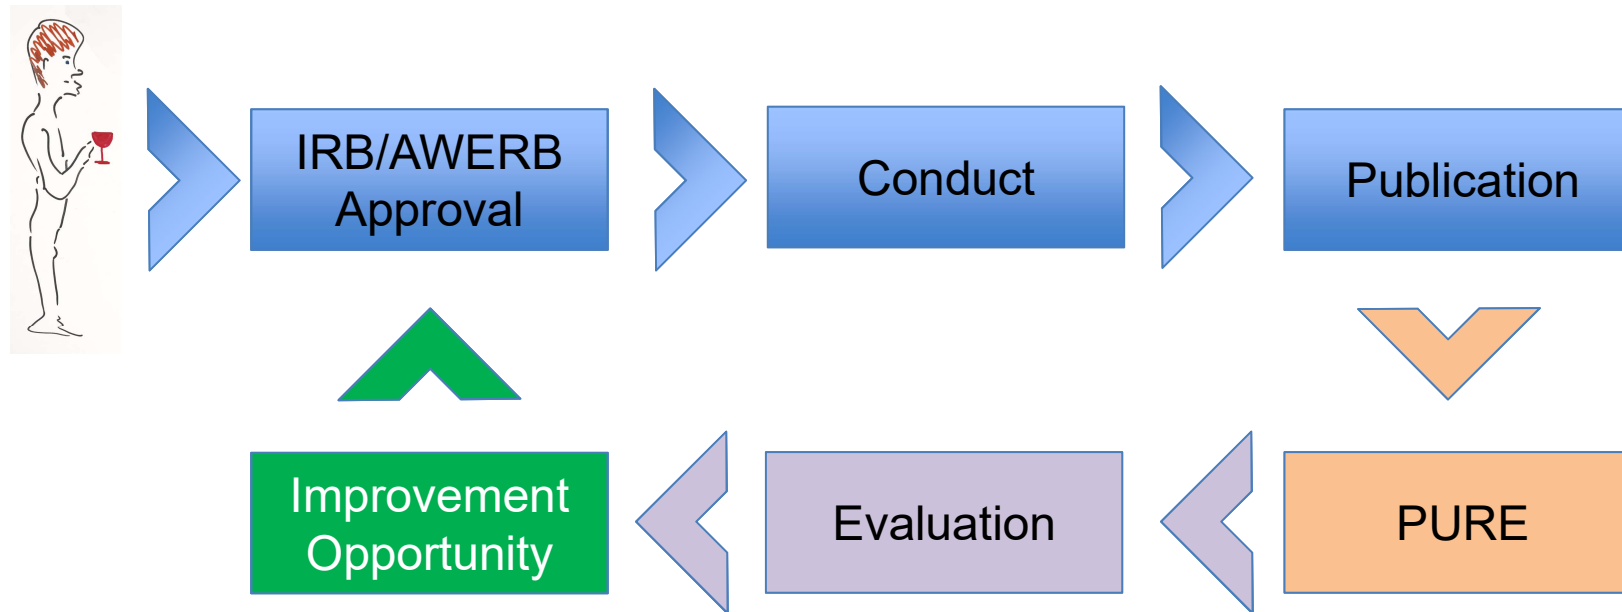 IRB/AWERB
Approval
Conduct
Publication
Improvement
Opportunity
Evaluation
PURE